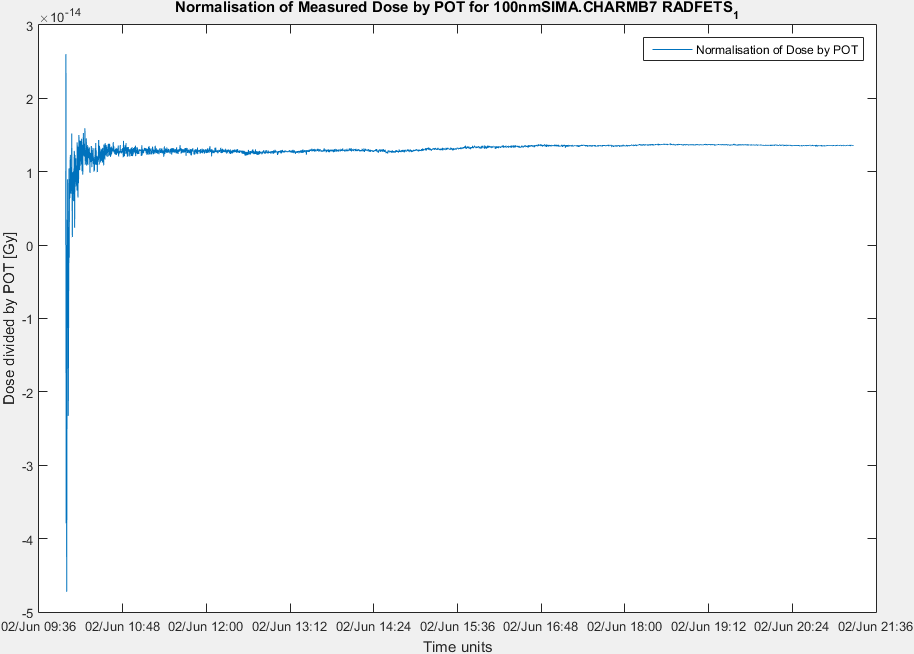 Normalisation of Measured Dose by POT for 100nmSIMA.CHARMB7 RADFETS₁
×10⁻¹⁴
Normalisation of Dose by POT
3
2
1
0
-1
-2
-3
-4
-5
Dose divided by POT [Gy]
02/Jun 09:36 02/Jun 10:48 02/Jun 12:00 02/Jun 13:12 02/Jun 14:24 02/Jun 15:36 02/Jun 16:48 02/Jun 18:00 02/Jun 19:12 02/Jun 20:24 02/Jun 21:36
Time units